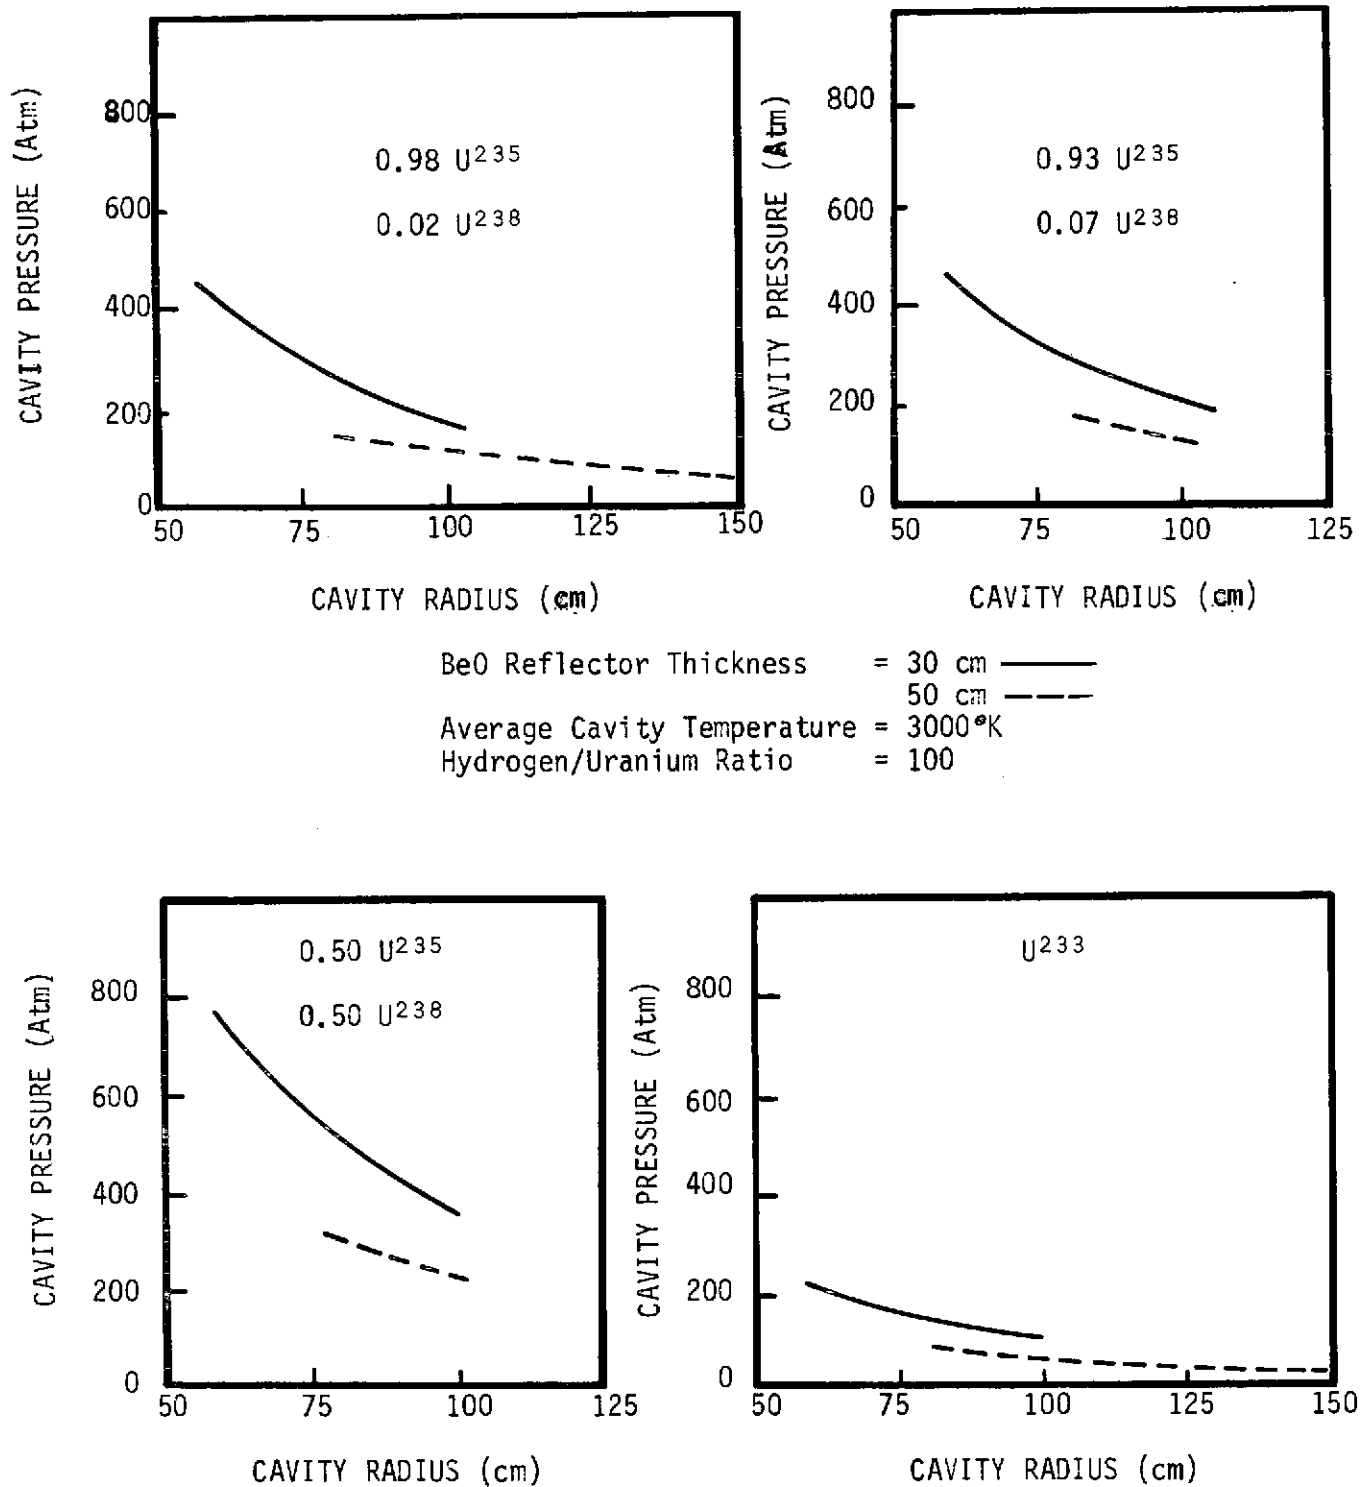 CAVITY PRESSURE (Atm)
800
600
400
200
0
0.98 U²³⁵
0.02 U²³⁸
50 75 100 125 150
CAVITY RADIUS (cm)
CAVITY PRESSURE (Atm)
800
600
400
200
0
0.93 U²³⁵
0.07 U²³⁸
50 75 100 125
CAVITY RADIUS (cm)
BeO Reflector Thickness = 30 cm
50 cm
Average Cavity Temperature = 3000°K
Hydrogen/Uranium Ratio = 100
CAVITY PRESSURE (Atm)
800
600
400
200
0
0.50 U²³⁵
0.50 U²³⁸
50 75 100 125
CAVITY RADIUS (cm)
CAVITY PRESSURE (Atm)
800
600
400
200
0
U²³³
50 75 100 125 150
CAVITY RADIUS (cm)